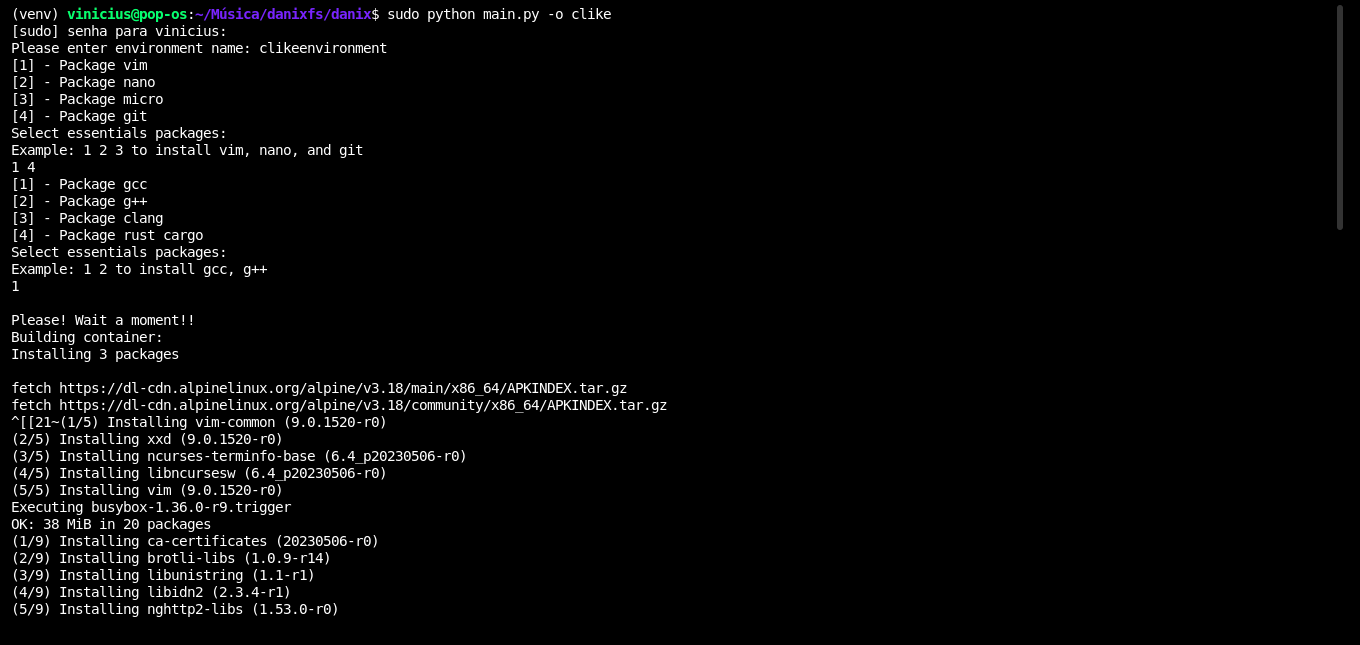 (venv) vinicius@pop-os:~/Música/danixfs/danix$ sudo python main.py -o clike
[sudo] senha para vinicius:
Please enter environment name: clikeenvironment
[1] - Package vim
[2] - Package nano
[3] - Package micro
[4] - Package git
Select essentials packages:
Example: 1 2 3 to install vim, nano, and git
1 4
[1] - Package gcc
[2] - Package g++
[3] - Package clang
[4] - Package rust cargo
Select essentials packages:
Example: 1 2 to install gcc, g++
1
Please! Wait a moment!!
Building container:
Installing 3 packages
fetch https://dl-cdn.alpinelinux.org/alpine/v3.18/main/x86_64/APKINDEX.tar.gz
fetch https://dl-cdn.alpinelinux.org/alpine/v3.18/community/x86_64/APKINDEX.tar.gz
^[[21~(1/5) Installing vim-common (9.0.1520-r0)
(2/5) Installing xxd (9.0.1520-r0)
(3/5) Installing ncurses-terminfo-base (6.4_p20230506-r0)
(4/5) Installing libncursesw (6.4_p20230506-r0)
(5/5) Installing vim (9.0.1520-r0)
Executing busybox-1.36.0-r9.trigger
OK: 38 MiB in 20 packages
(1/9) Installing ca-certificates (20230506-r0)
(2/9) Installing brotli-libs (1.0.9-r14)
(3/9) Installing libunistring (1.1-r1)
(4/9) Installing libidn2 (2.3.4-r1)
(5/9) Installing nghttp2-libs (1.53.0-r0)